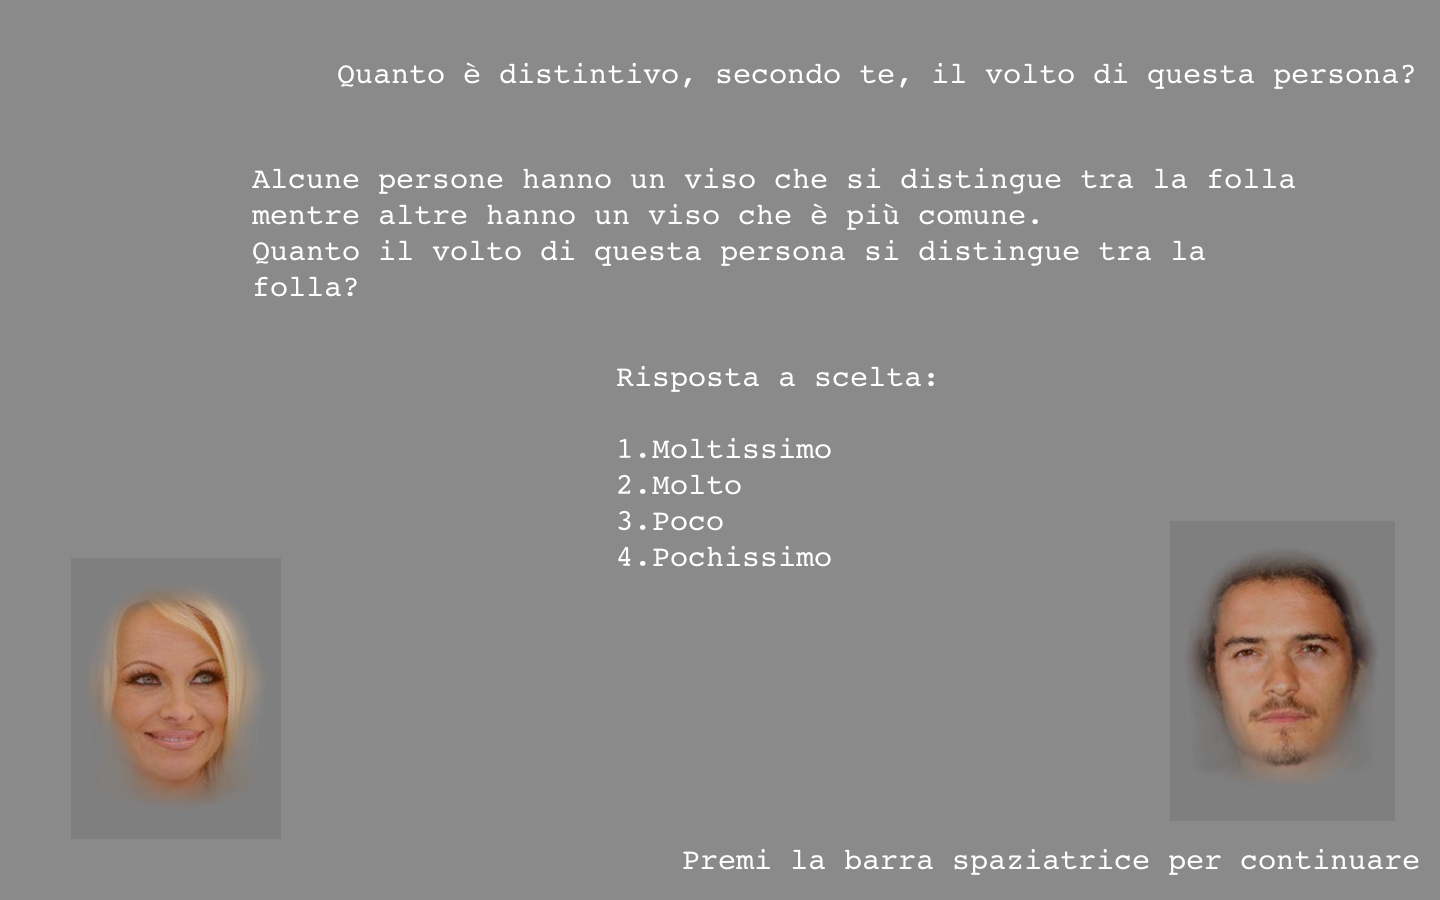 Quanto è distintivo, secondo te, il volto di questa persona?
Alcune persone hanno un viso che si distingue tra la folla
mentre altre hanno un viso che è più comune.
Quanto il volto di questa persona si distingue tra la
folla?
Risposta a scelta:
1.Moltissimo
2.Molto
3.Poco
4.Pochissimo
Premi la barra spaziatrice per continuare